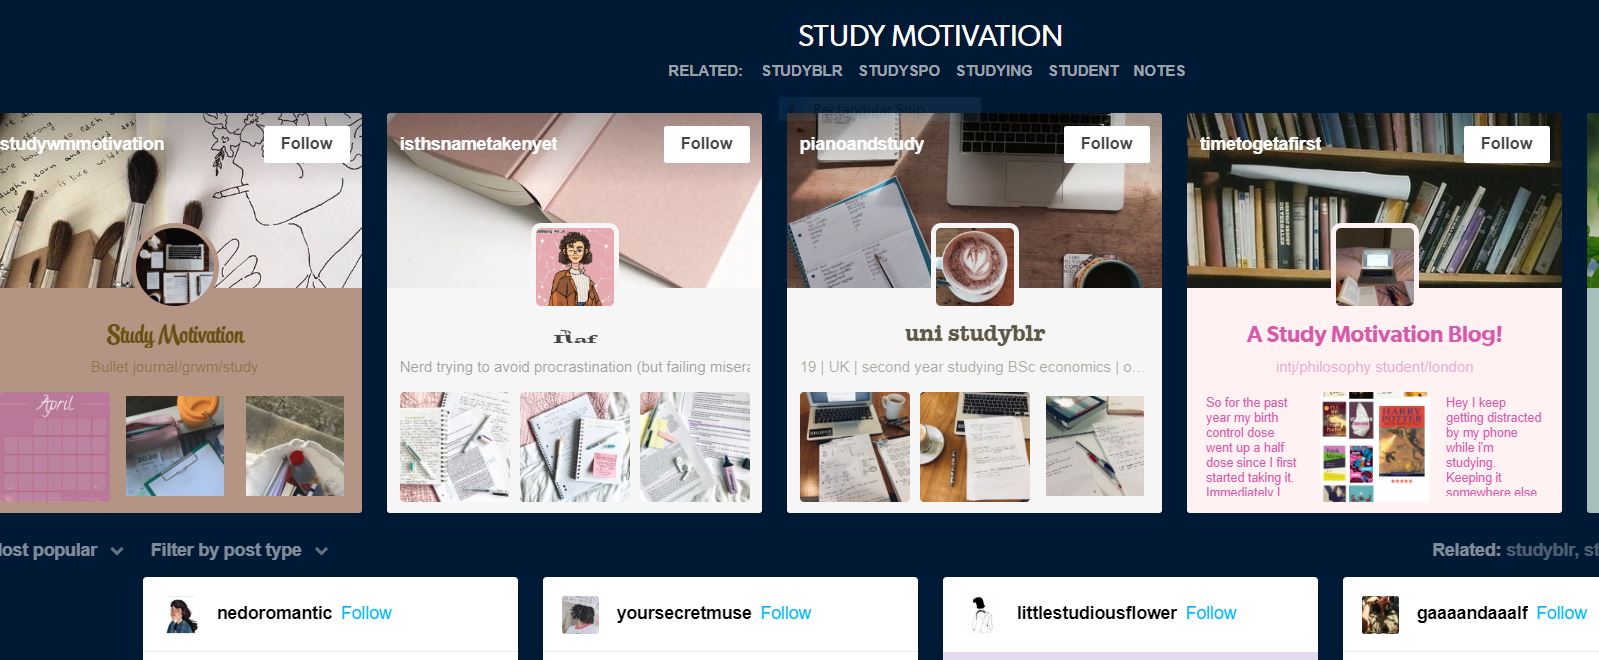 STUDY MOTIVATION
RELATED: STUDYBLR STUDYSPO STUDYING STUDENT NOTES
Rectangular Snip
studywmmotivation Follow
Study Motivation
Bullet journal/grwm/study
April
2020
isthsnametakenyet Follow
Naf
Nerd trying to avoid procrastination (but failing misera
pianoandstudy Follow
uni studyblr
19 | UK | second year studying BSc economics | o...
timetogetafirst Follow
A Study Motivation Blog!
intj/philosophy student/london
So for the past
year my birth
control dose
went up a half
dose since I first
started taking it.
Immediately I
HARRY
POTTER
Hey I keep
getting distracted
by my phone
while i'm
studying.
Keeping it
somewhere else
lost popular
Filter by post type
Related: studyblr, st
nedoromantic Follow
yoursecretmuse Follow
littlestudiousflower Follow
gaaaandaaalf Follow